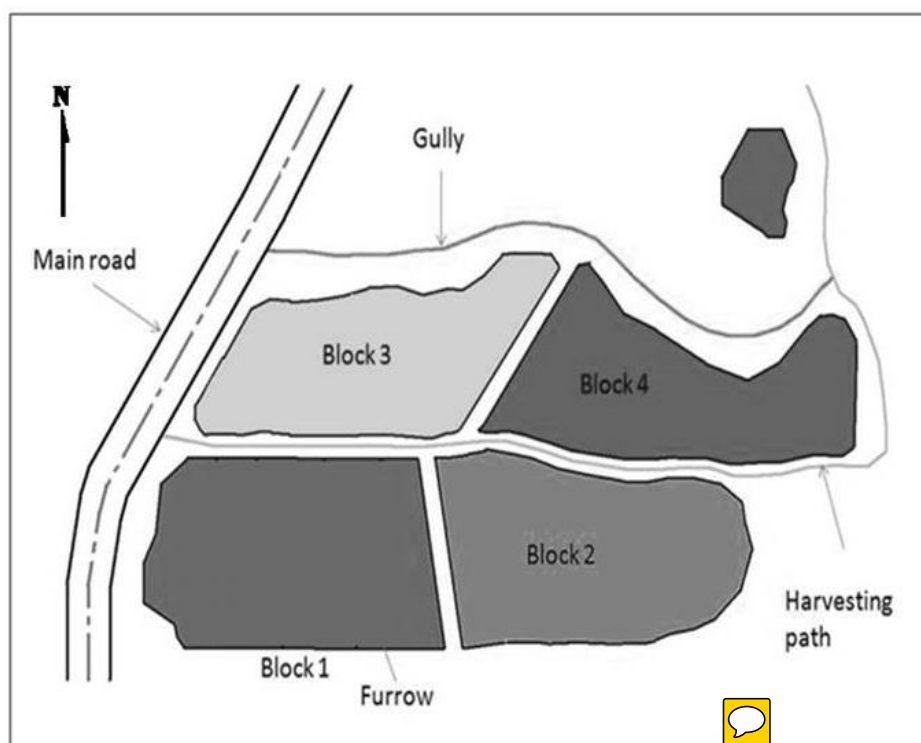 N
Gully
Main road
Block 3
Block 4
Block 2
Harvesting
path
Block 1
Furrow